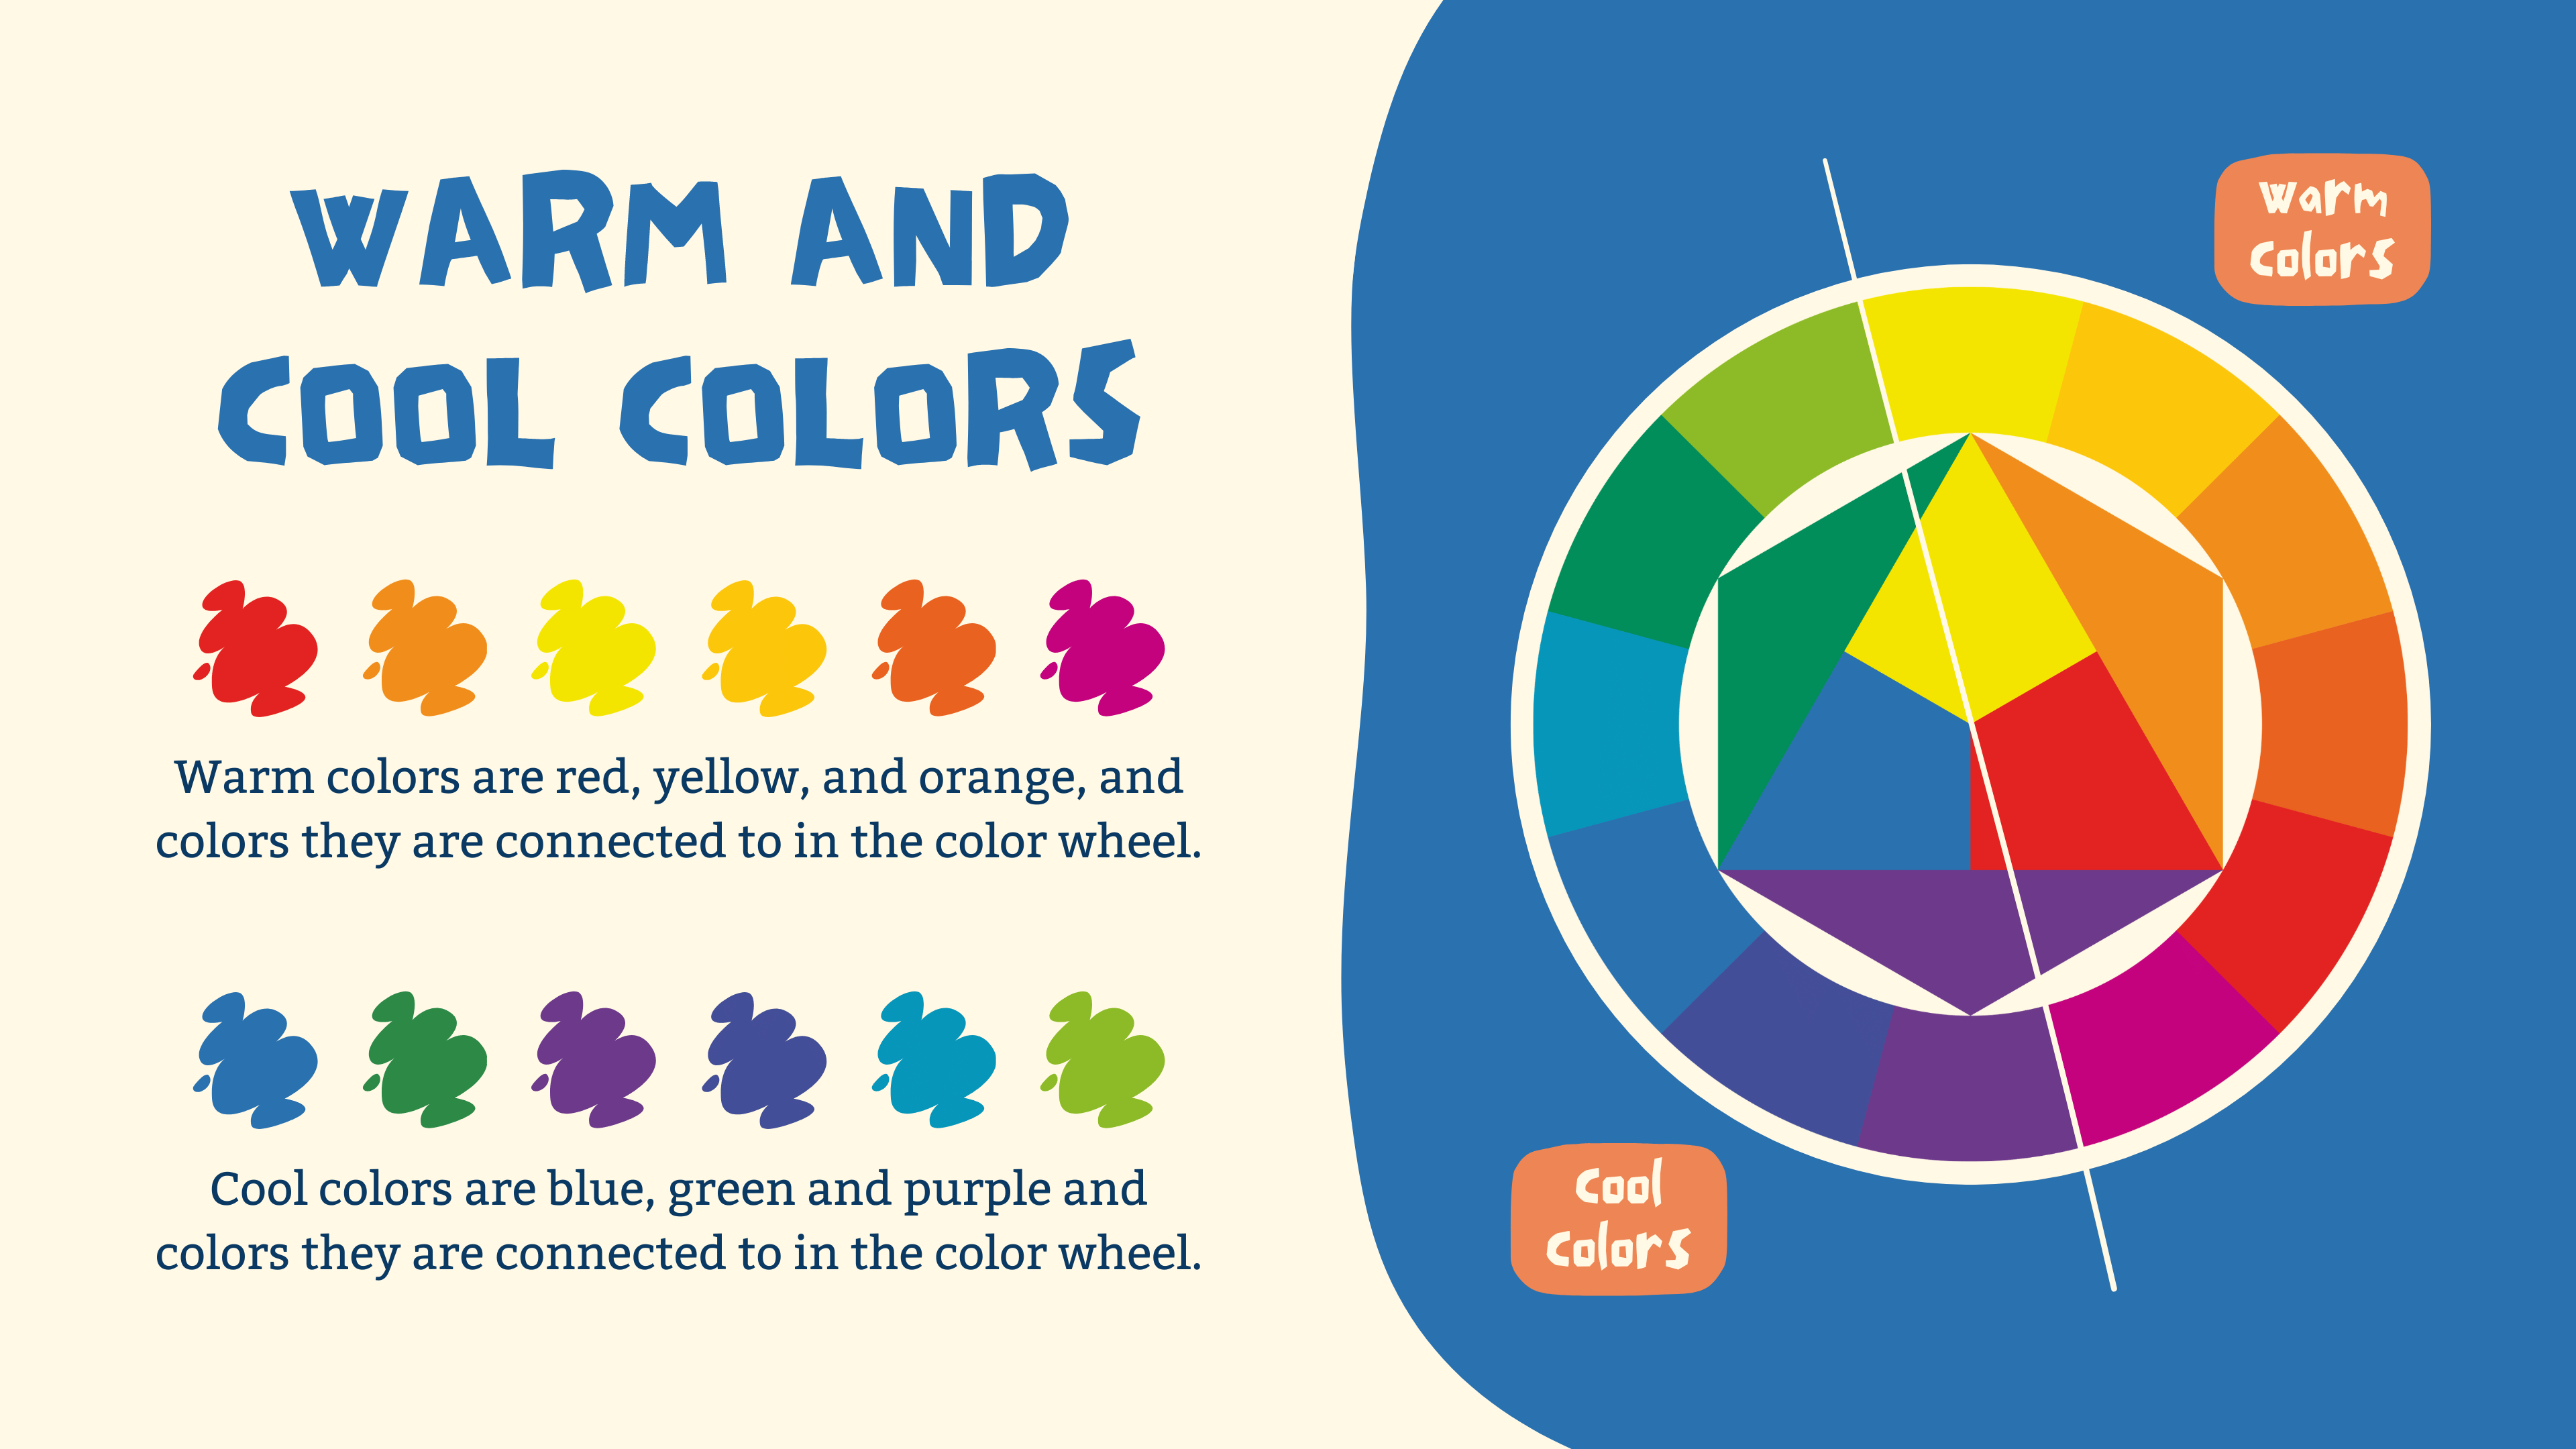 WARM AND
COOL COLORS
Warm colors are red, yellow, and orange, and
colors they are connected to in the color wheel.
Cool colors are blue, green and purple and
colors they are connected to in the color wheel.
Warm
Colors
Cool
Colors